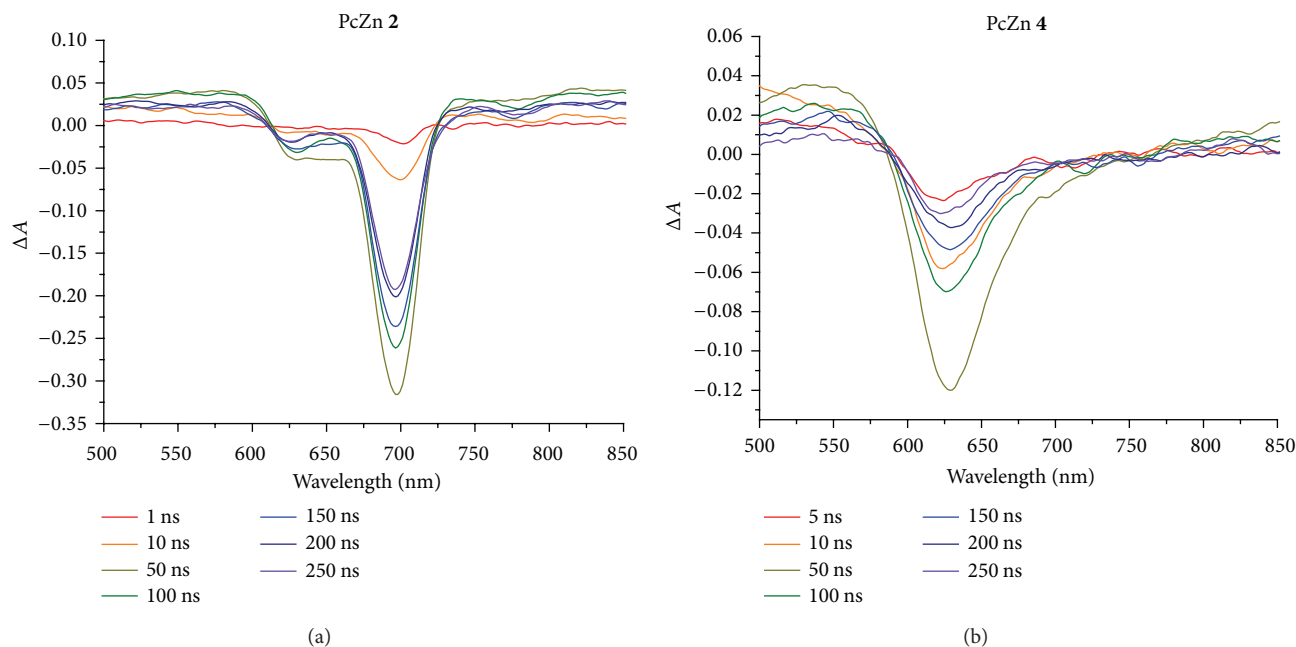 PcZn 2
0.10
0.05
0.00
−0.05
−0.10
−0.15
−0.20
−0.25
−0.30
−0.35
ΔA
500 550 600 650 700 750 800 850
Wavelength (nm)
1 ns
10 ns
50 ns
100 ns
150 ns
200 ns
250 ns
(a)
PcZn 4
0.06
0.04
0.02
0.00
−0.02
−0.04
−0.06
−0.08
−0.10
−0.12
ΔA
500 550 600 650 700 750 800 850
Wavelength (nm)
5 ns
10 ns
50 ns
100 ns
150 ns
200 ns
250 ns
(b)